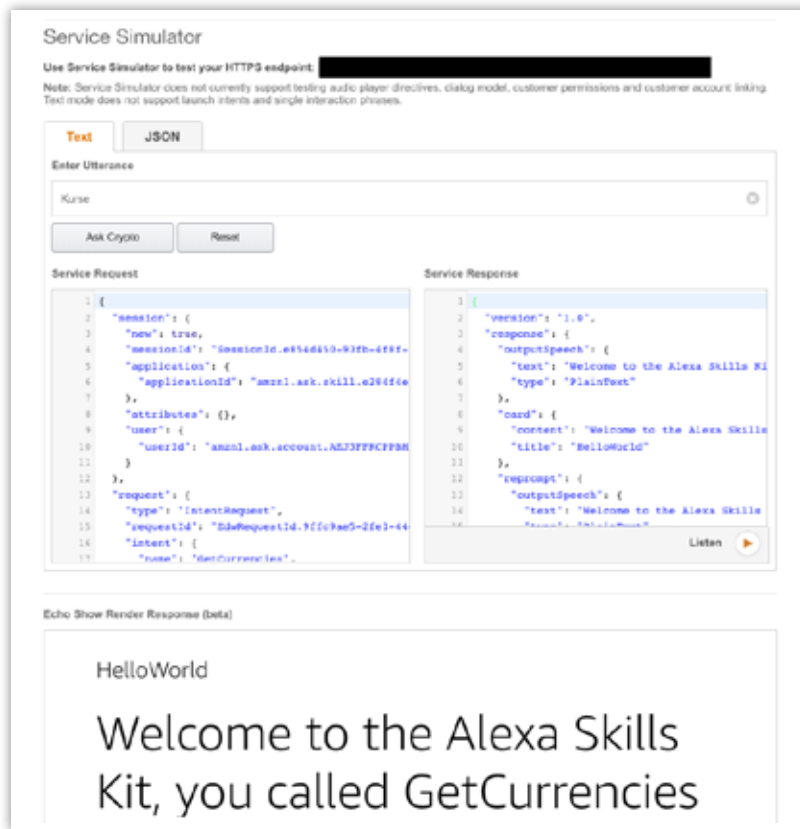 Service Simulator
Use Service Simulator to test your HTTPS endpoint:
Note: Service Simulator does not currently support testing audio player directives, dialog model, customer permissions and customer account linking.
Text mode does not support launch intents and single interaction phrases.
Text
JSON
Enter Utterance
Kurse
Ask Crypto
Reset
Service Request
1 {
2 "session": {
3 "new": true,
4 "sessionId":
5 "application": {
6 "applicationId":
7 },
8 "attributes": {},
9 "user": {
10 "userId":
11 }
12 },
13 "request": {
14 "type": "IntentRequest",
15 "requestId":
16 "intent": {
17 "name": "GetCurrencies",
Service Response
1 {
2 "version": "1.0",
3 "response": {
4 "outputSpeech": {
5 "text": "Welcome to the Alexa Skills Ki
6 "type": "PlainText"
7 },
8 "card": {
9 "content": "Welcome to the Alexa Skills
10 "title": "HelloWorld"
11 },
12 "reprompt": {
13 "outputSpeech": {
14 "text": "Welcome to the Alexa Skills
Listen
Echo Show Render Response (beta)
HelloWorld
Welcome to the Alexa Skills
Kit, you called GetCurrencies